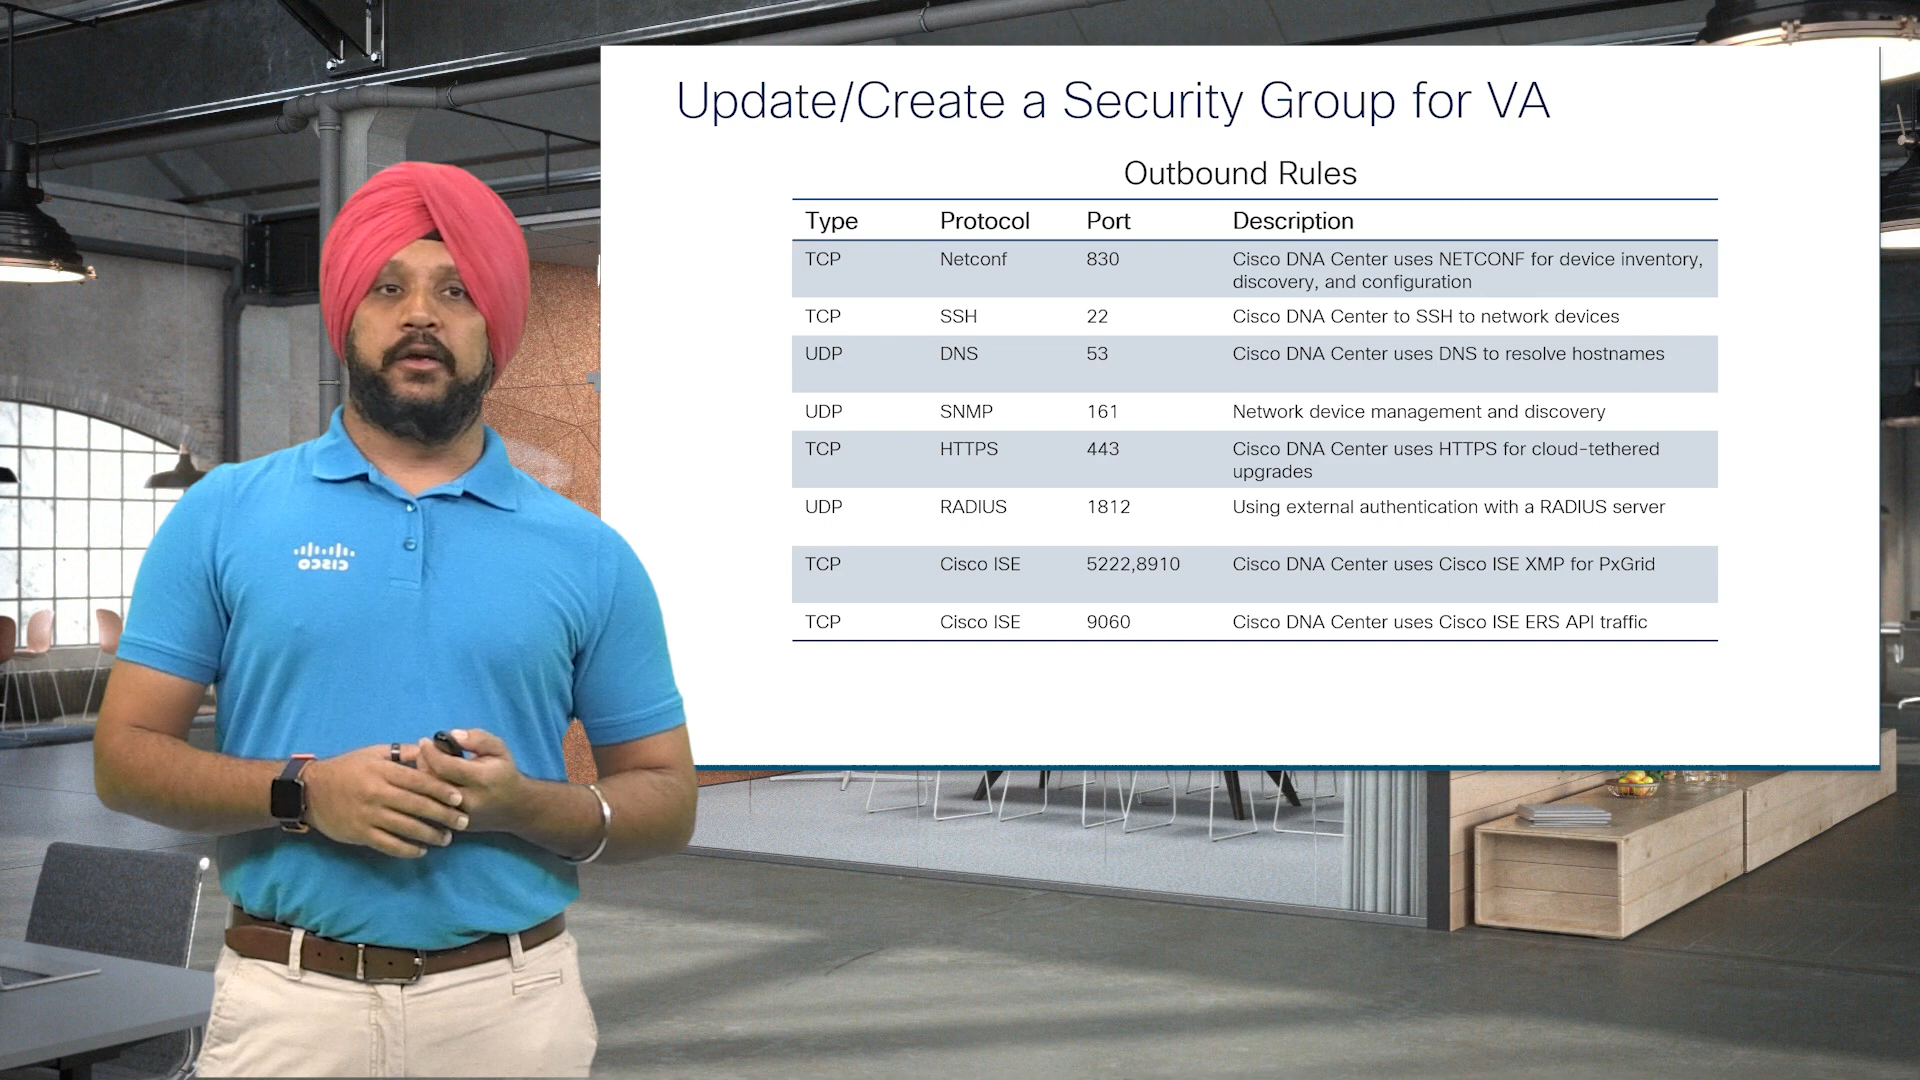 Update/Create a Security Group for VA
Outbound Rules
Type Protocol Port Description
TCP Netconf 830 Cisco DNA Center uses NETCONF for device inventory,
discovery, and configuration
TCP SSH 22 Cisco DNA Center to SSH to network devices
UDP DNS 53 Cisco DNA Center uses DNS to resolve hostnames
UDP SNMP 161 Network device management and discovery
TCP HTTPS 443 Cisco DNA Center uses HTTPS for cloud-tethered
upgrades
UDP RADIUS 1812 Using external authentication with a RADIUS server
TCP Cisco ISE 5222,8910 Cisco DNA Center uses Cisco ISE XMP for PxGrid
TCP Cisco ISE 9060 Cisco DNA Center uses Cisco ISE ERS API traffic
CISCO